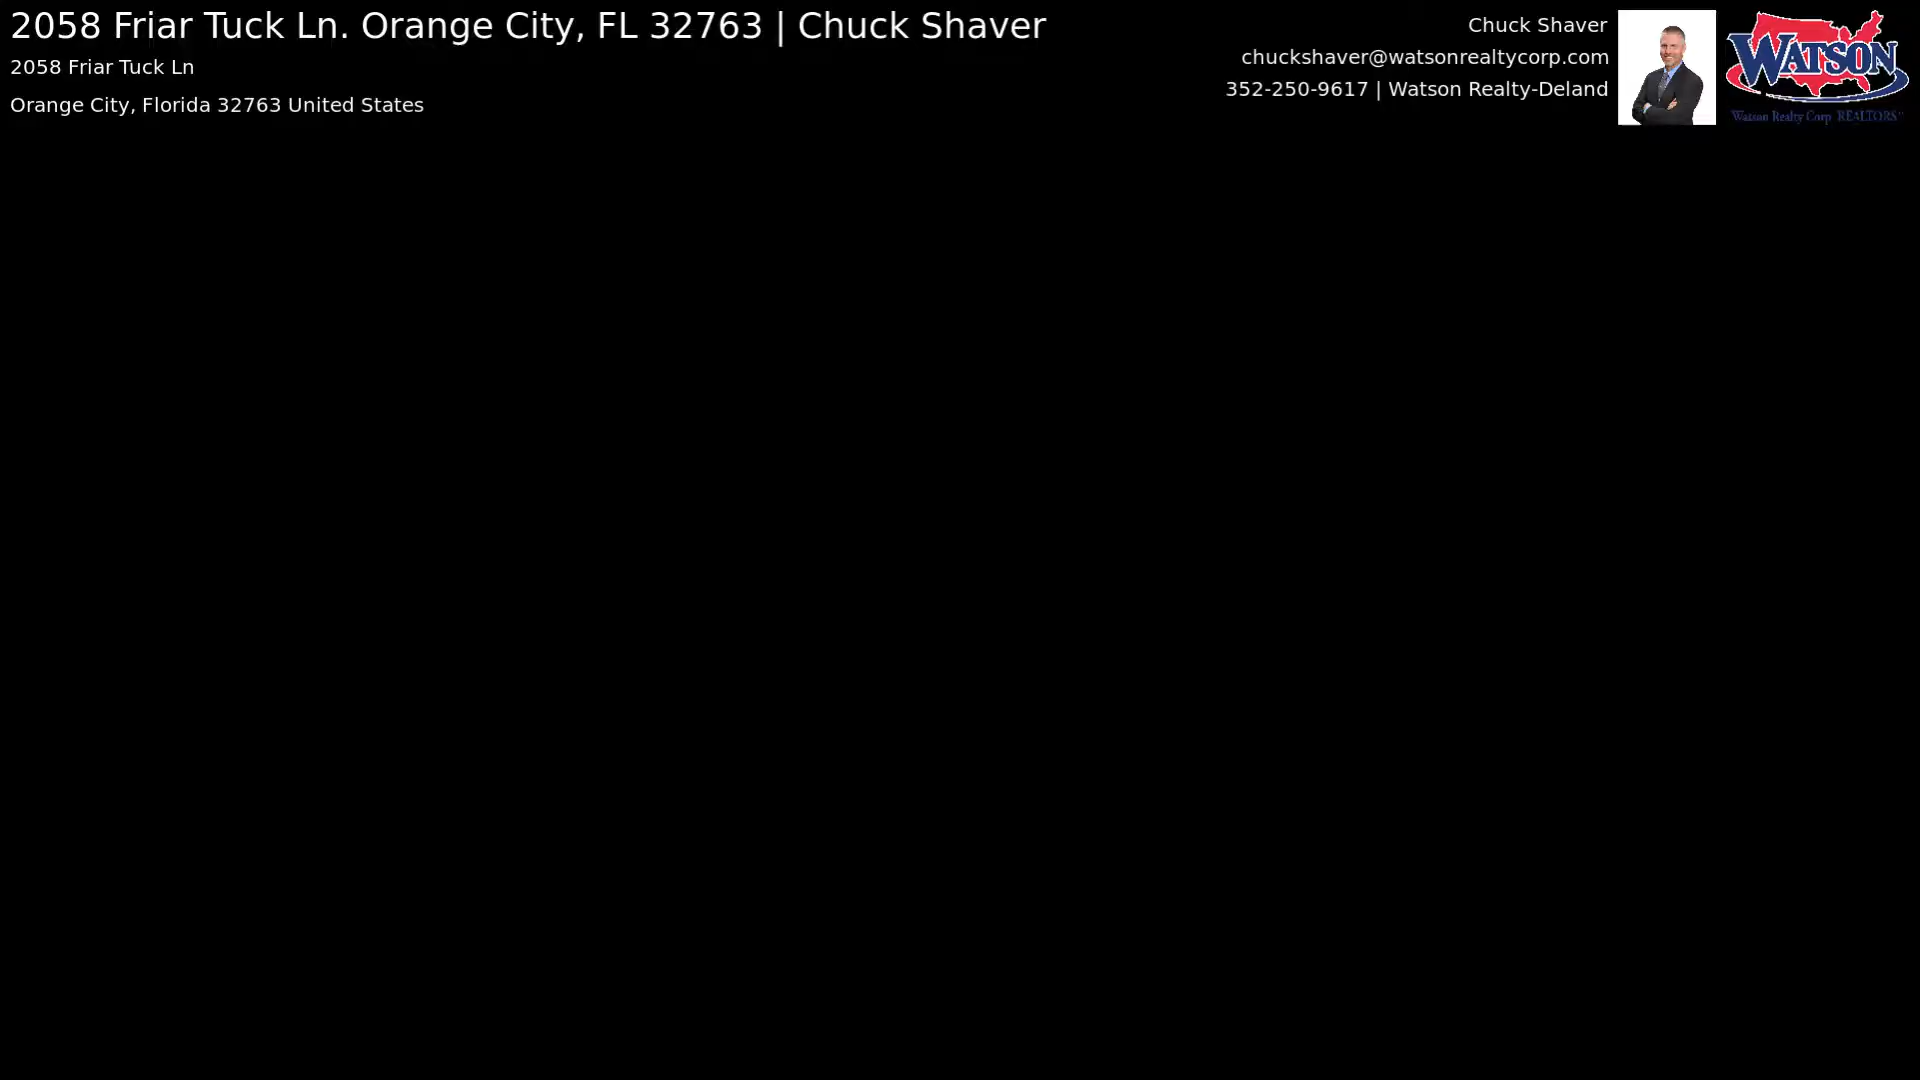 2058 Friar Tuck Ln. Orange City, FL 32763 | Chuck Shaver
2058 Friar Tuck Ln
Orange City, Florida 32763 United States
Chuck Shaver
chuckshaver@watsonrealtycorp.com
352-250-9617 | Watson Realty-Deland
WATSON
Watson Realty Corp REALTORS